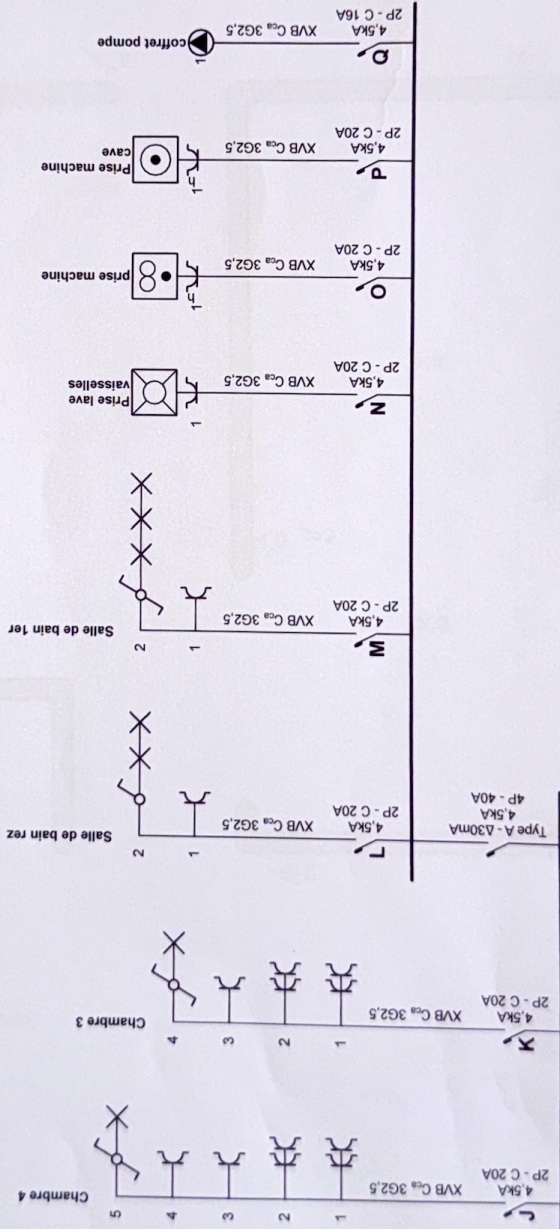 coffret pompe
1
XVB Cca 3G2,5
Q
4,5kA
2P - C 16A
Prise machine
cave
1
XVB Cca 3G2,5
P
4,5kA
2P - C 20A
prise machine
1
XVB Cca 3G2,5
O
4,5kA
2P - C 20A
Prise lave
vaisselles
1
XVB Cca 3G2,5
N
4,5kA
2P - C 20A
Salle de bain 1er
2
1
XVB Cca 3G2,5
M
4,5kA
2P - C 20A
Salle de bain rez
2
1
XVB Cca 3G2,5
L
4,5kA
2P - C 20A
Type A - Δ30mA
4,5kA
4P - 40A
Chambre 3
4
3
2
1
XVB Cca 3G2,5
K
4,5kA
2P - C 20A
Chambre 4
5
4
3
2
1
XVB Cca 3G2,5
J
4,5kA
2P - C 20A